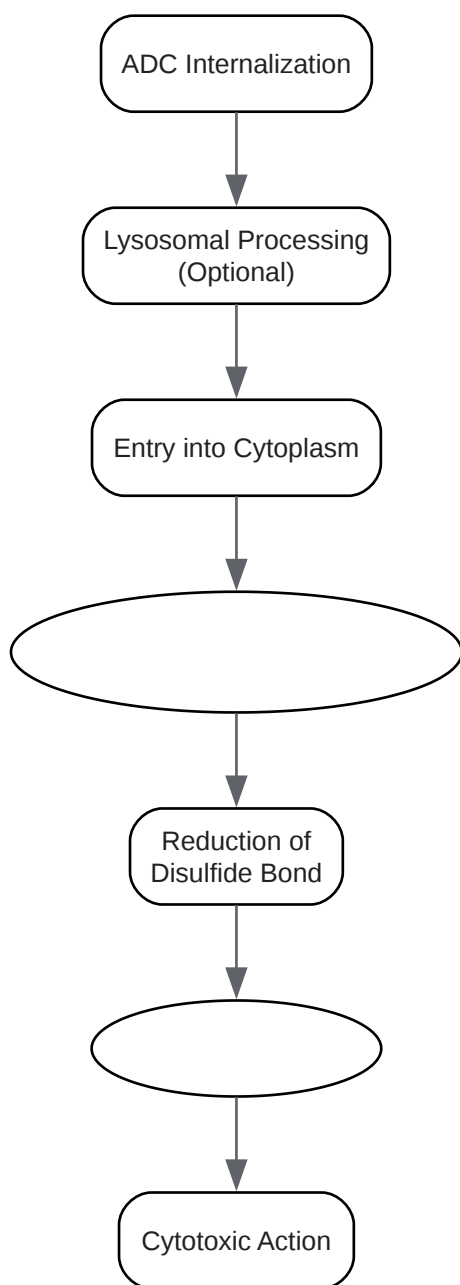 ADC Internalization
Lysosomal Processing
(Optional)
Entry into Cytoplasm
Reduction of
Disulfide Bond
Cytotoxic Action